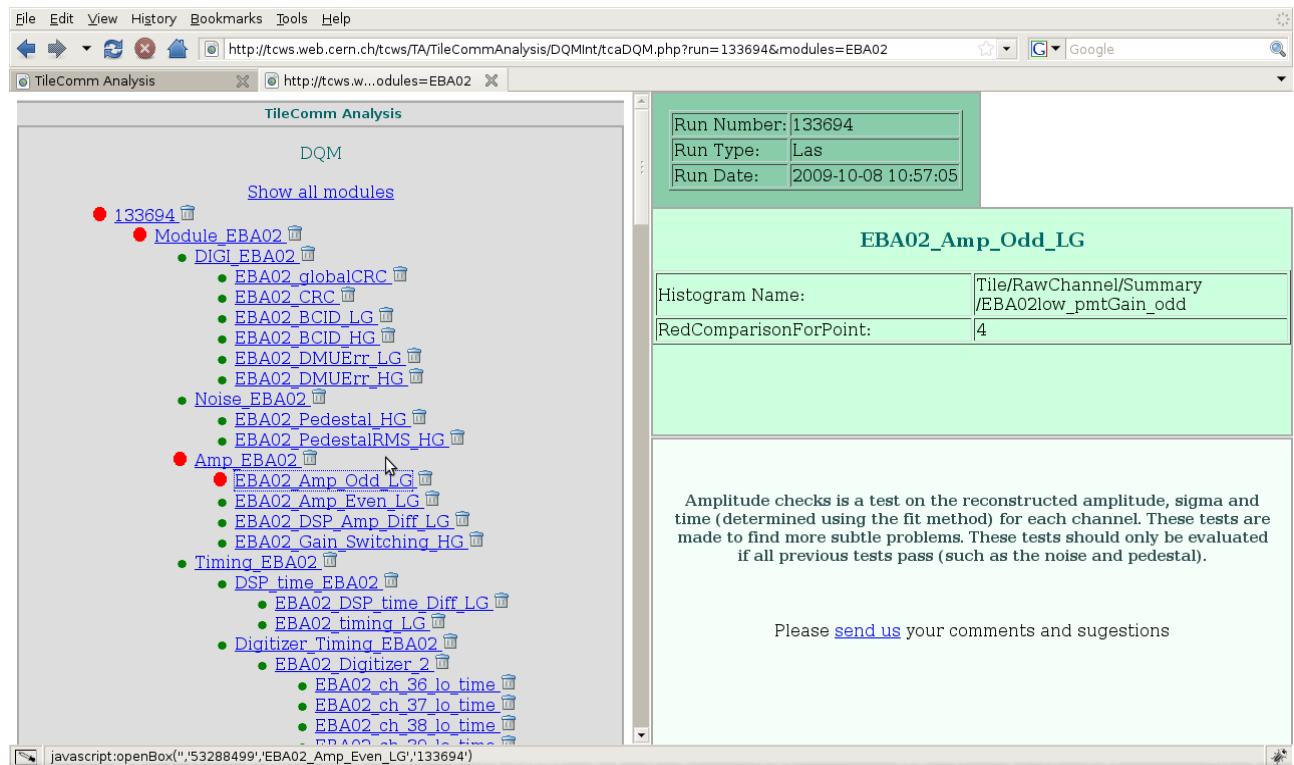 File Edit View History Bookmarks Tools Help
http://tcws.web.cern.ch/tcws/TA/TileCommAnalysis/DQMInt/tcaDQM.php?run=133694&modules=EBA02
G Google
TileComm Analysis
http://tcws.w...odules=EBA02
TileComm Analysis
DQM
Show all modules
133694
Module_EBA02
DIGI_EBA02
EBA02_globalCRC
EBA02_CRC
EBA02_BCID_LG
EBA02_BCID_HG
EBA02_DMUErr_LG
EBA02_DMUErr_HG
Noise_EBA02
EBA02_Pedestal_HG
EBA02_PedestalRMS_HG
Amp_EBA02
EBA02_Amp_Odd_LG
EBA02_Amp_Even_LG
EBA02_DSP_Amp_Diff_LG
EBA02_Gain_Switching_HG
Timing_EBA02
DSP_time_EBA02
EBA02_DSP_time_Diff_LG
EBA02_timing_LG
Digitizer_Timing_EBA02
EBA02_Digitizer_2
EBA02_ch_36_lo_time
EBA02_ch_37_lo_time
EBA02_ch_38_lo_time
EBA02_ch_39_lo_time
Run Number: 133694
Run Type: Las
Run Date: 2009-10-08 10:57:05
EBA02_Amp_Odd_LG
Histogram Name: Tile/RawChannel/Summary
/EBA02low_pmtGain_odd
RedComparisonForPoint: 4
Amplitude checks is a test on the reconstructed amplitude, sigma and
time (determined using the fit method) for each channel. These tests are
made to find more subtle problems. These tests should only be evaluated
if all previous tests pass (such as the noise and pedestal).
Please send us your comments and sugestions
javascript:openBox('','53288499','EBA02_Amp_Even_LG','133694')